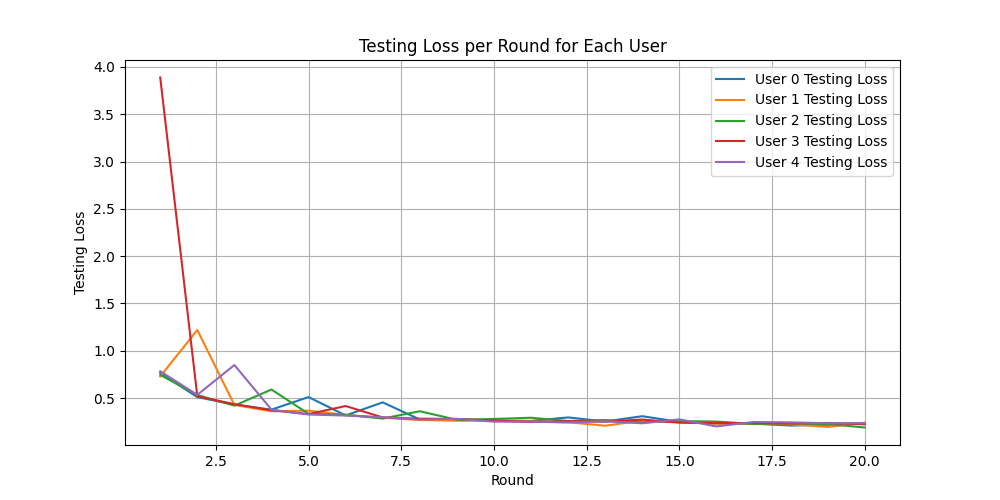 Testing Loss per Round for Each User
4.0
3.5
3.0
2.5
2.0
1.5
1.0
0.5
Testing Loss
User 0 Testing Loss
User 1 Testing Loss
User 2 Testing Loss
User 3 Testing Loss
User 4 Testing Loss
2.5 5.0 7.5 10.0 12.5 15.0 17.5 20.0
Round